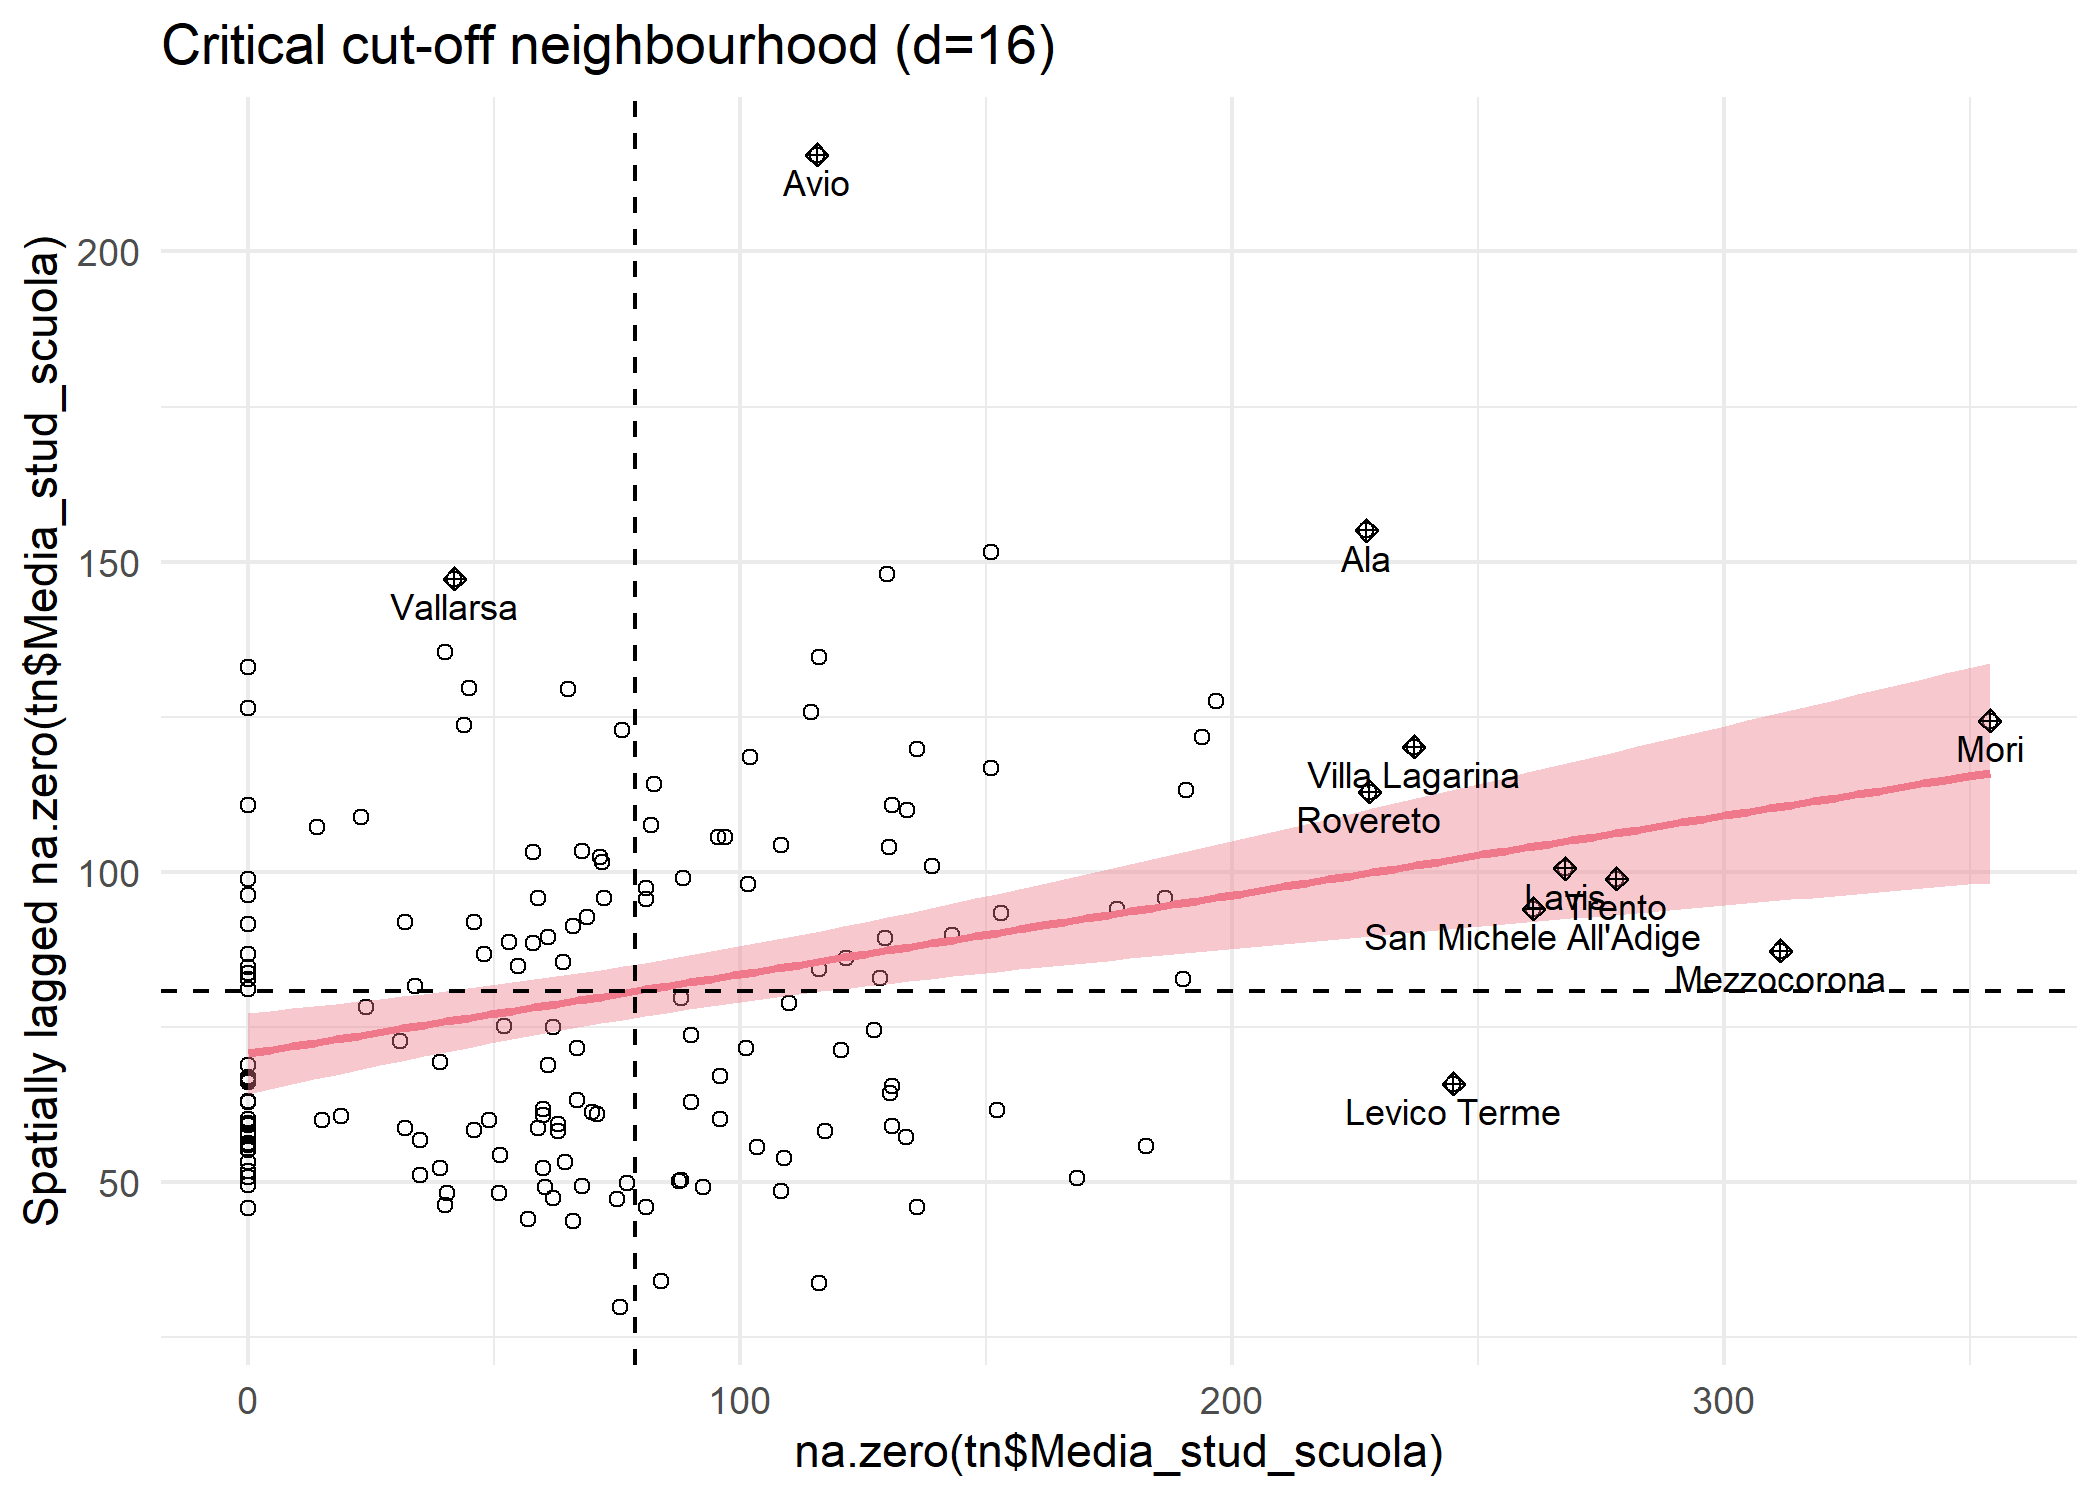 Critical cut-off neighbourhood (d=16)
Spatially lagged na.zero(tn$Media_stud_scuola)
200
150
100
50
Avio
Ala
Vallarsa
Mori
Villa Lagarina
Rovereto
Lavis
Trento
San Michele All'Adige
Mezzocorona
Levico Terme
0
100
200
300
na.zero(tn$Media_stud_scuola)